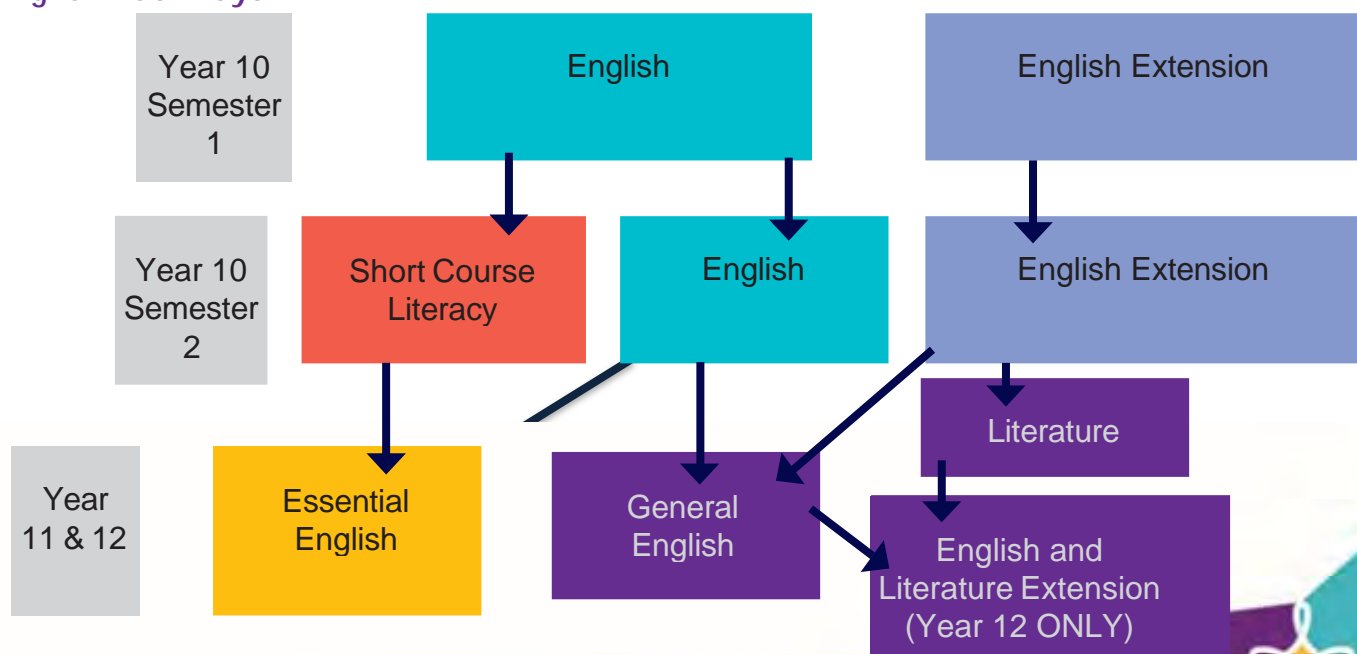 Year 10
Semester
1
English
English Extension
Year 10
Semester
2
Short Course
Literacy
English
English Extension
Literature
Year
11 & 12
Essential
English
General
English
English and
Literature Extension
(Year 12 ONLY)